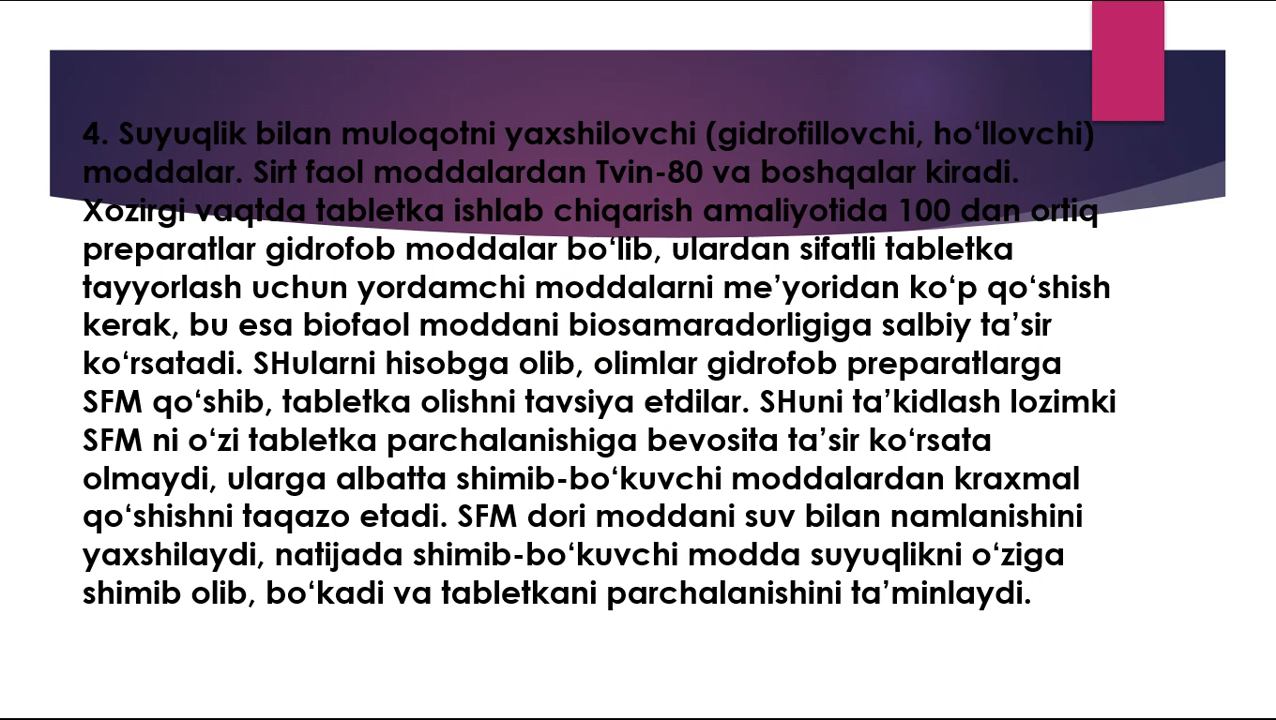 4. Suyuqlik bilan muloqotni yaxshilovchi (gidrofillovchi, ho‘llovchi)
moddalar. Sirt faol moddalardan Tvin-80 va boshqalar kiradi.
Xozirgi vaqtda tabletka ishlab chiqarish amaliyotida 100 dan ortiq
preparatlar gidrofob moddalar bo‘lib, ulardan sifatli tabletka
tayyorlash uchun yordamchi moddalarni me’yoridan ko‘p qo‘shish
kerak, bu esa biofaol moddani biosamaradorligiga salbiy ta’sir
ko‘rsatadi. SHularni hisobga olib, olimlar gidrofob preparatlarga
SFM qo‘shib, tabletka olishni tavsiya etdilar. SHuni ta’kidlash lozimki
SFM ni o‘zi tabletka parchalanishiga bevosita ta’sir ko‘rsata
olmaydi, ularga albatta shimib-bo‘kuvchi moddalardan kraxmal
qo‘shishni taqazo etadi. SFM dori moddani suv bilan namlanishini
yaxshilaydi, natijada shimib-bo‘kuvchi modda suyuqlikni o‘ziga
shimib olib, bo‘kadi va tabletkani parchalanishini ta’minlaydi.